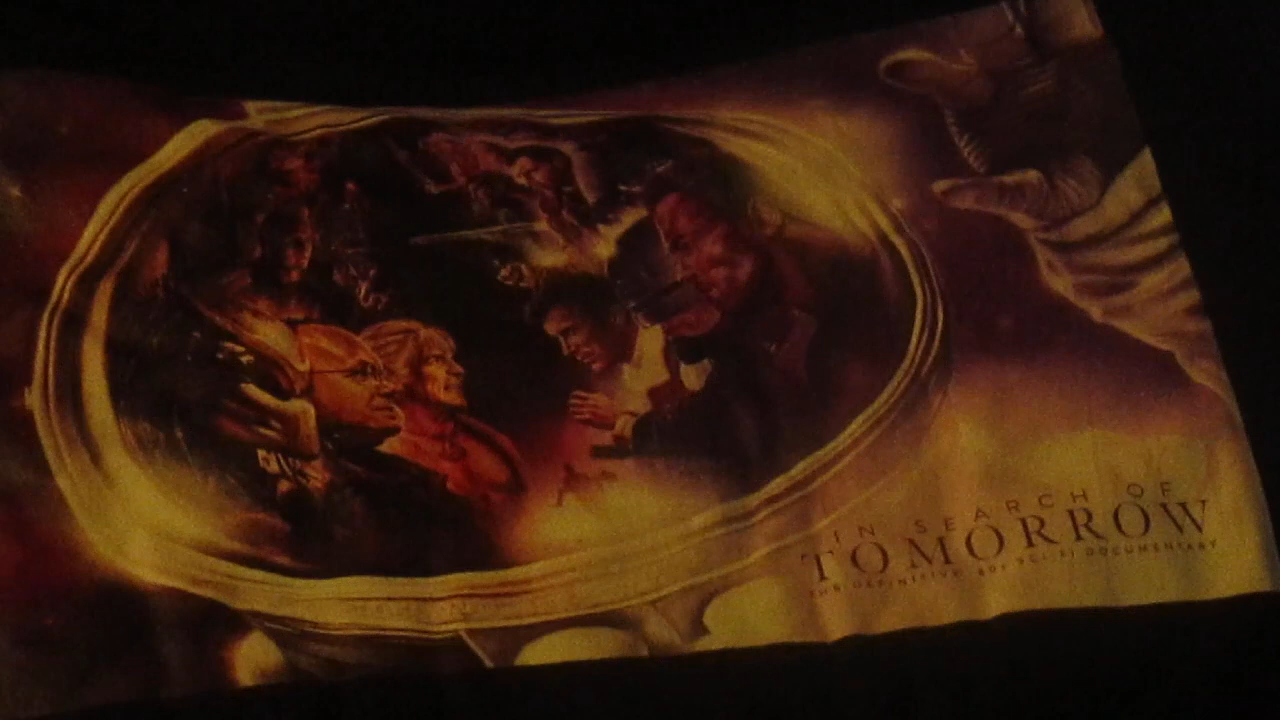 IN SEARCH OF
TOMORROW
THE DEFINITIVE 80s SCI-FI DOCUMENTARY